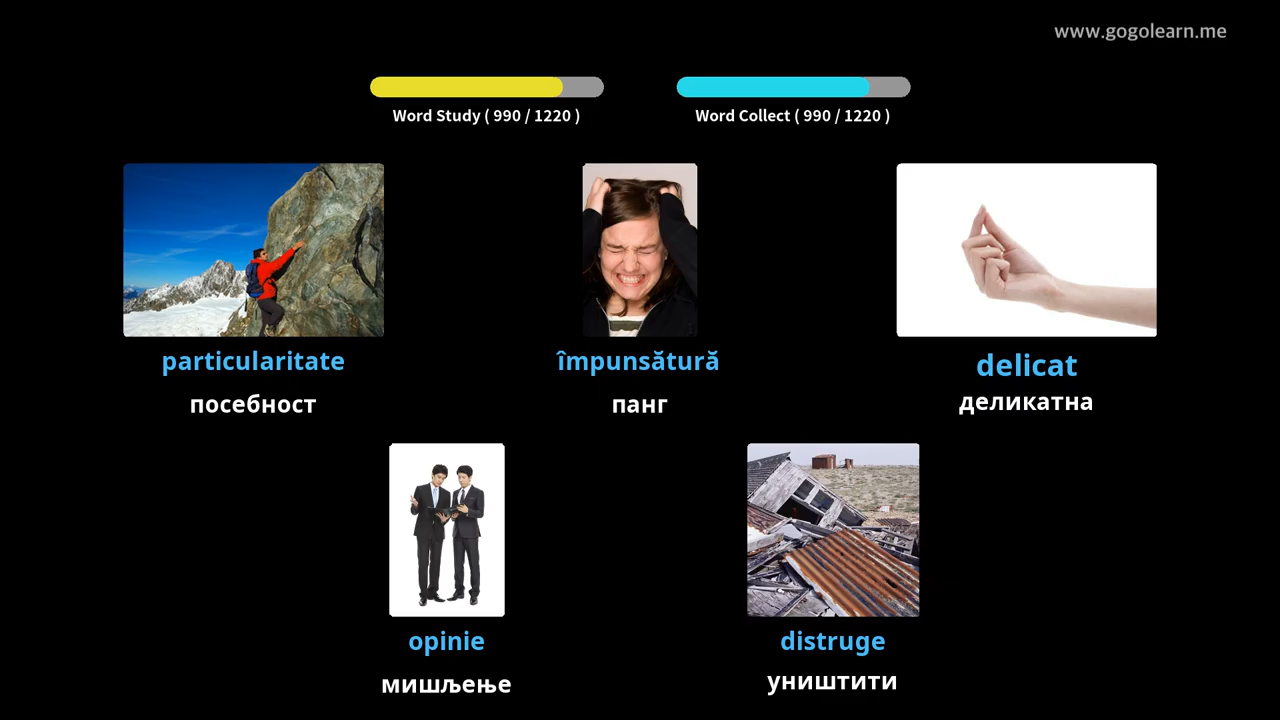 www.gogolearn.me
Word Study ( 990 / 1220 )
Word Collect ( 990 / 1220 )
particularitate
посебност
împunsătură
панг
delicat
деликатна
opinie
мишљење
distruge
уништити